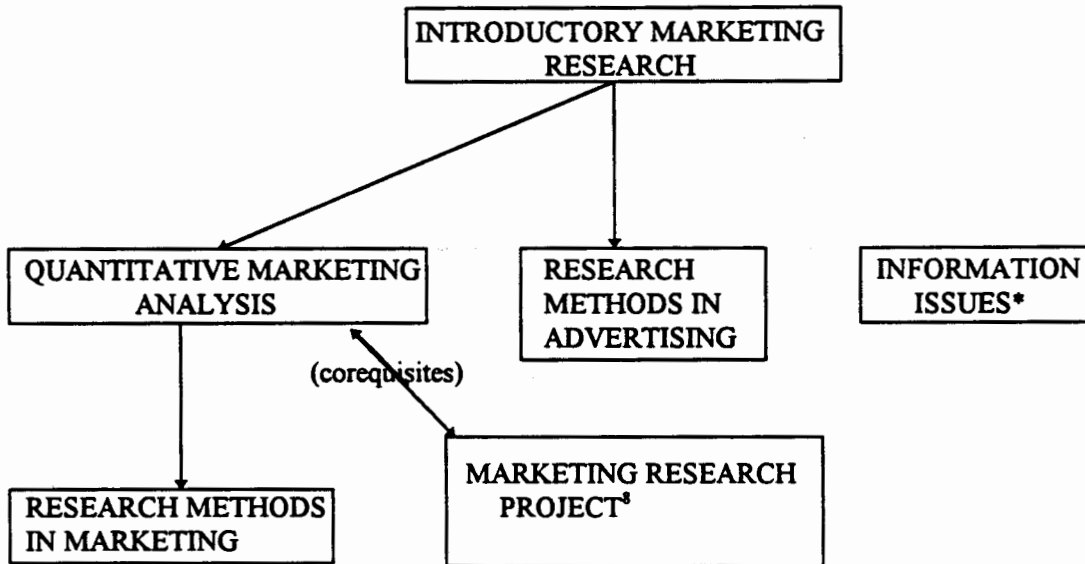 INTRODUCTORY MARKETING
RESEARCH
QUANTITATIVE MARKETING
ANALYSIS
RESEARCH
METHODS IN
ADVERTISING
INFORMATION
ISSUES*
(corequisites)
MARKETING RESEARCH
PROJECT⁸
RESEARCH METHODS
IN MARKETING